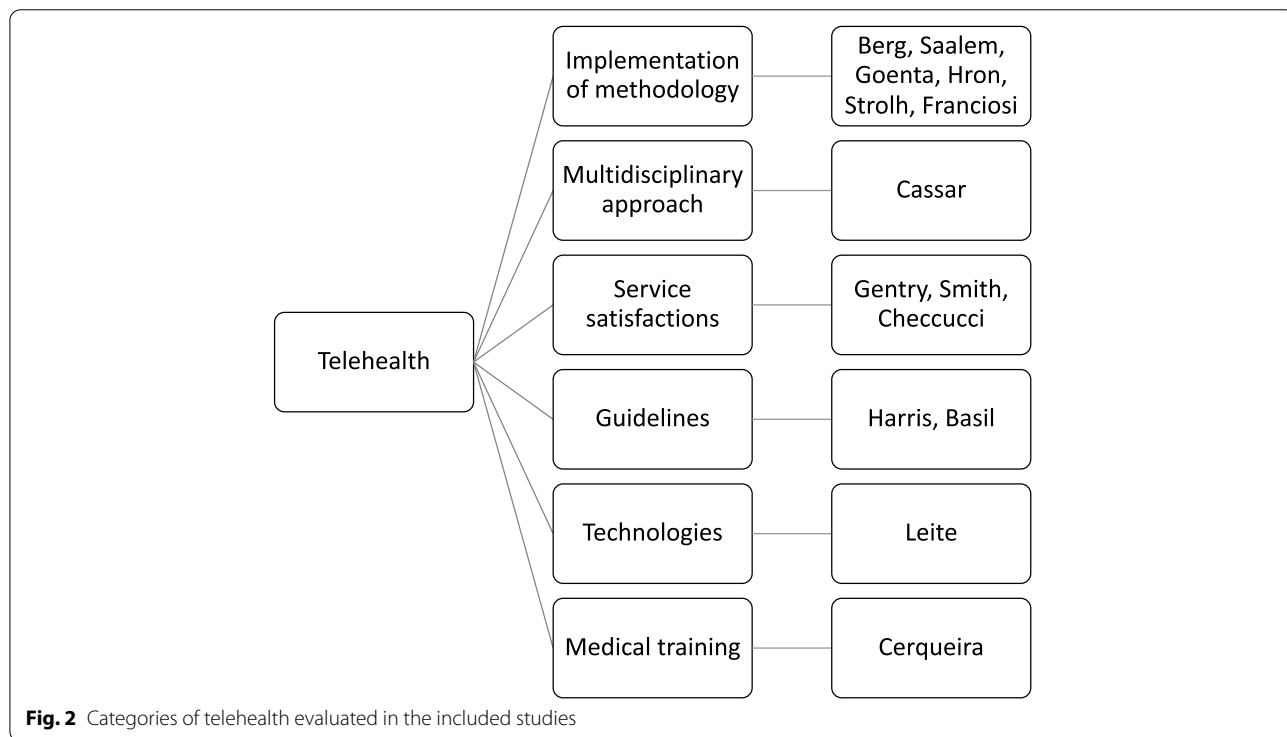 Implementation
of methodology
Berg, Saalem,
Goenta, Hron,
Strolh, Franciosi
Multidisciplinary
approach
Cassar
Service
satisfactions
Gentry, Smith,
Checcucci
Telehealth
Guidelines
Harris, Basil
Technologies
Leite
Medical training
Cerqueira
Fig. 2 Categories of telehealth evaluated in the included studies